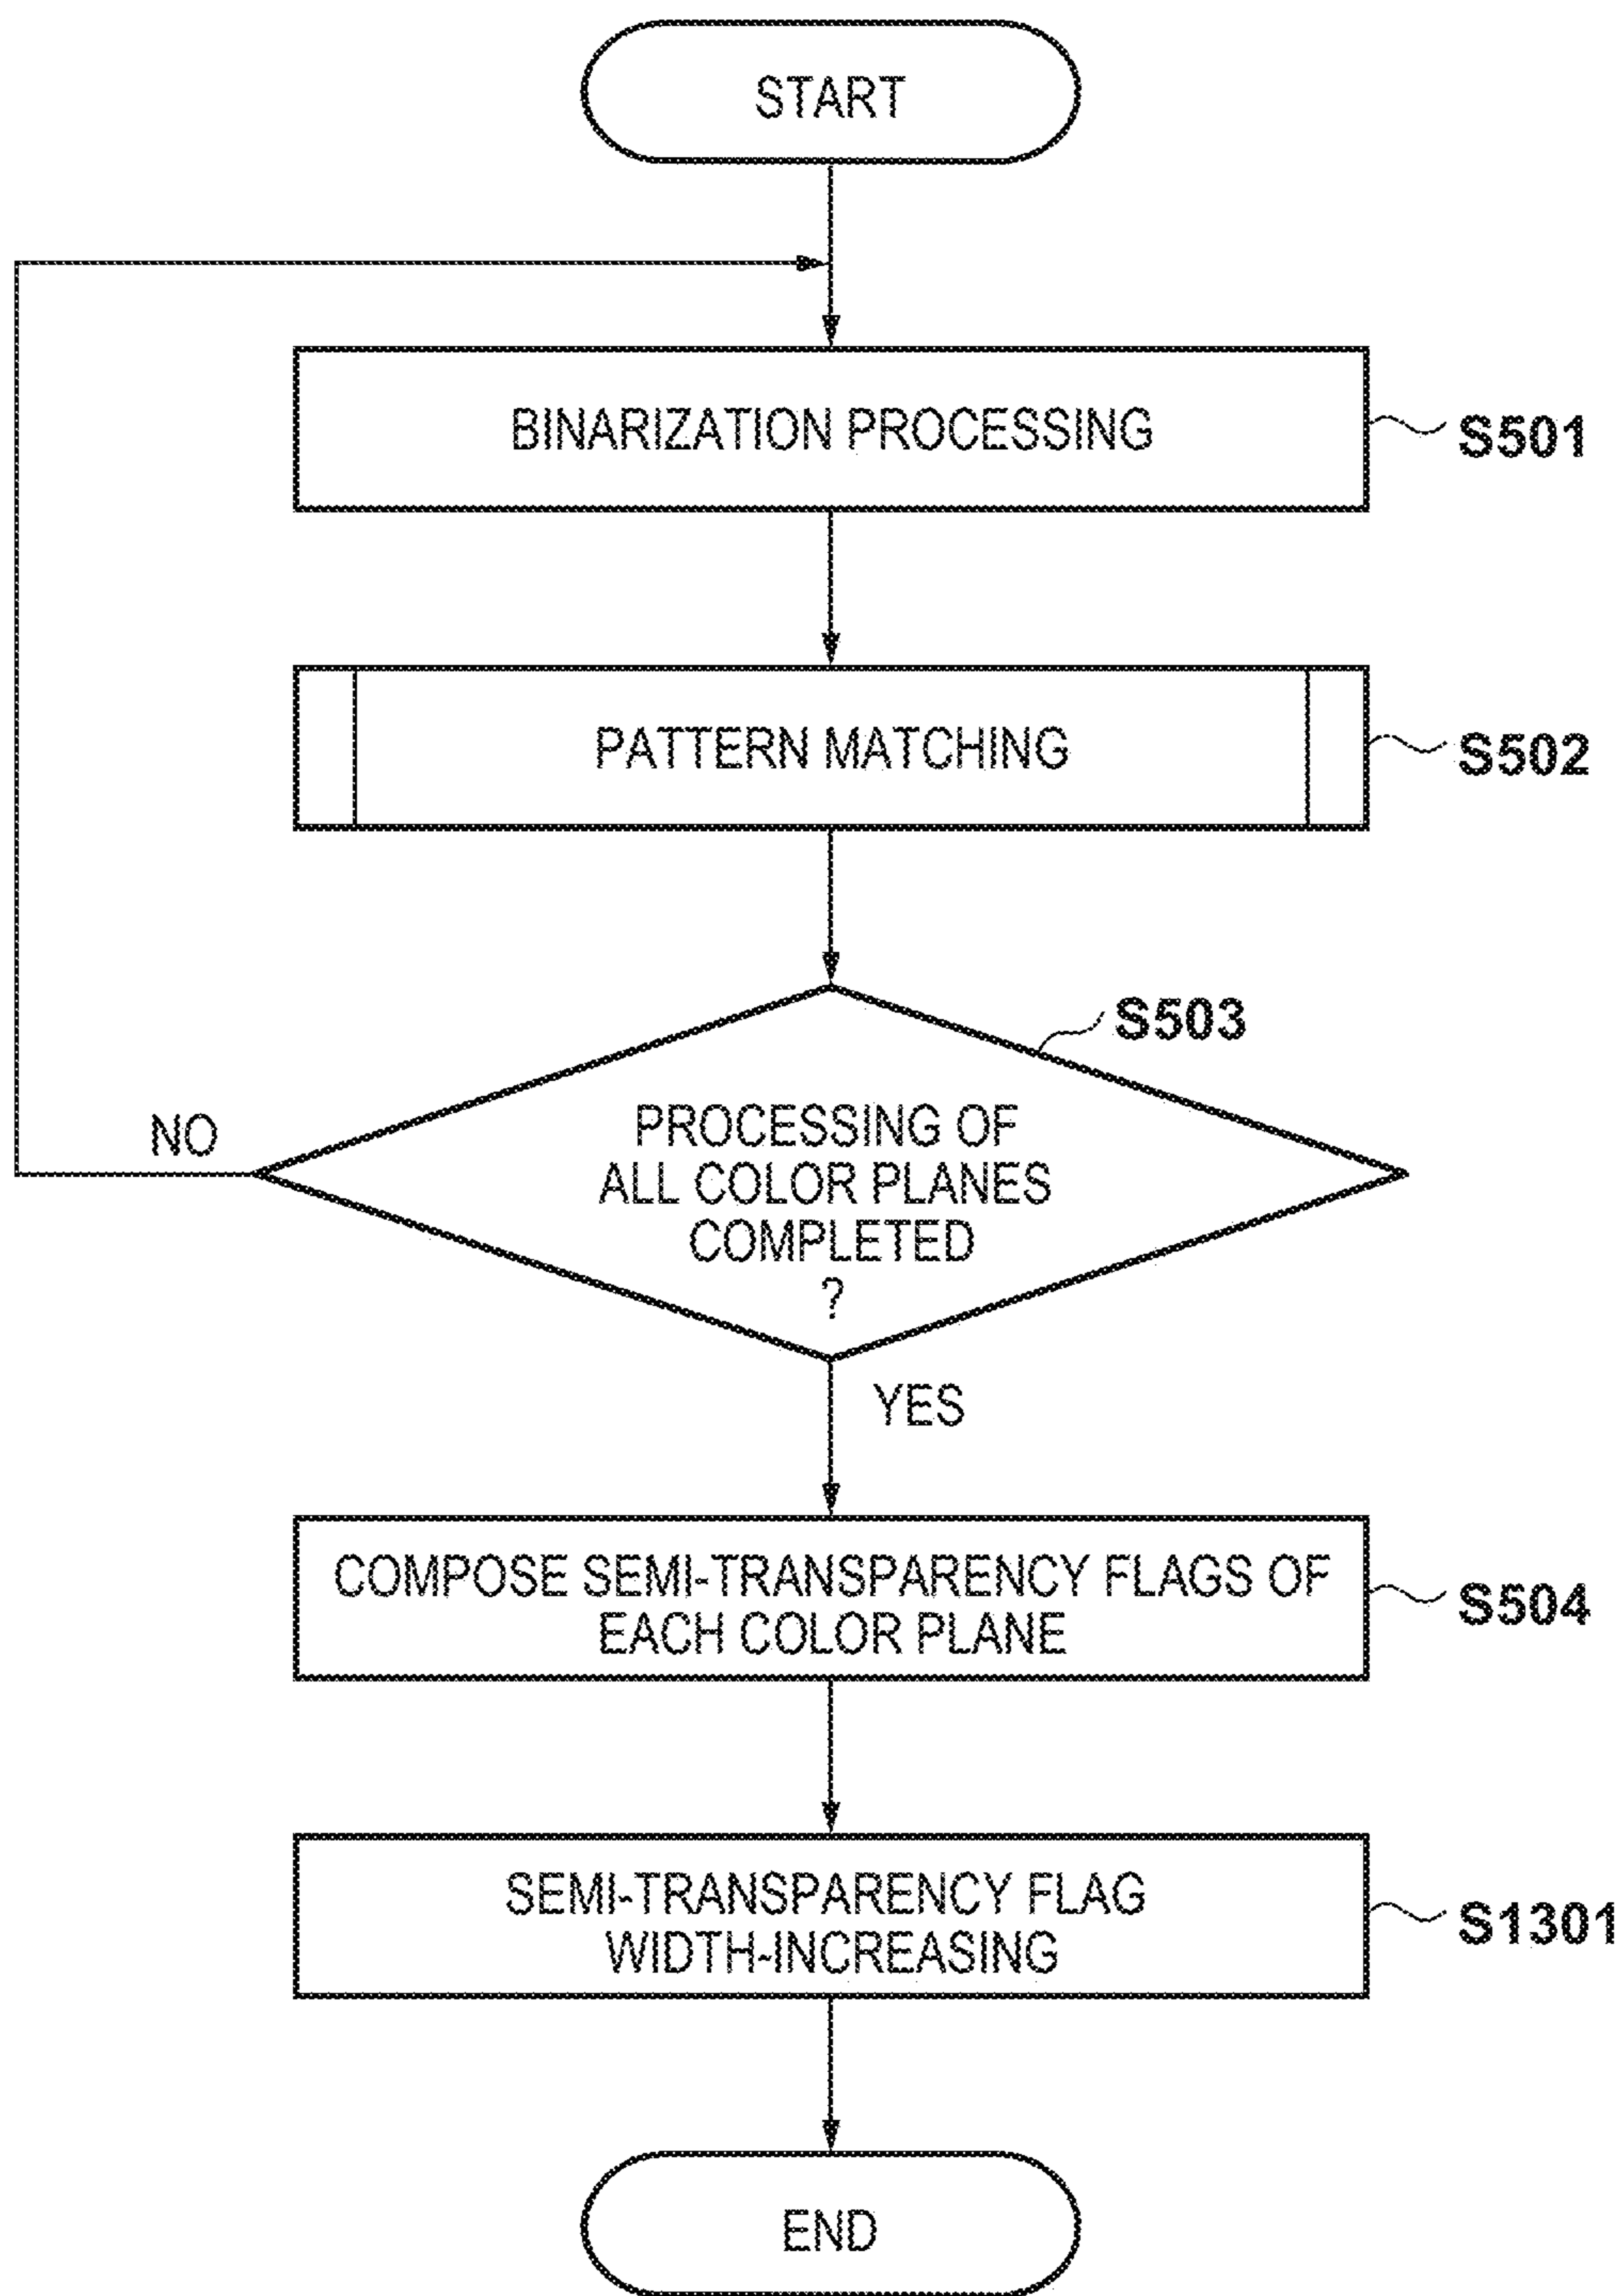 START
BINARIZATION PROCESSING
S501
PATTERN MATCHING
S502
S503
PROCESSING OF
ALL COLOR PLANES
COMPLETED
?
NO
YES
COMPOSE SEMI-TRANSPARENCY FLAGS OF
EACH COLOR PLANE
S504
SEMI-TRANSPARENCY FLAG
WIDTH-INCREASING
S1301
END